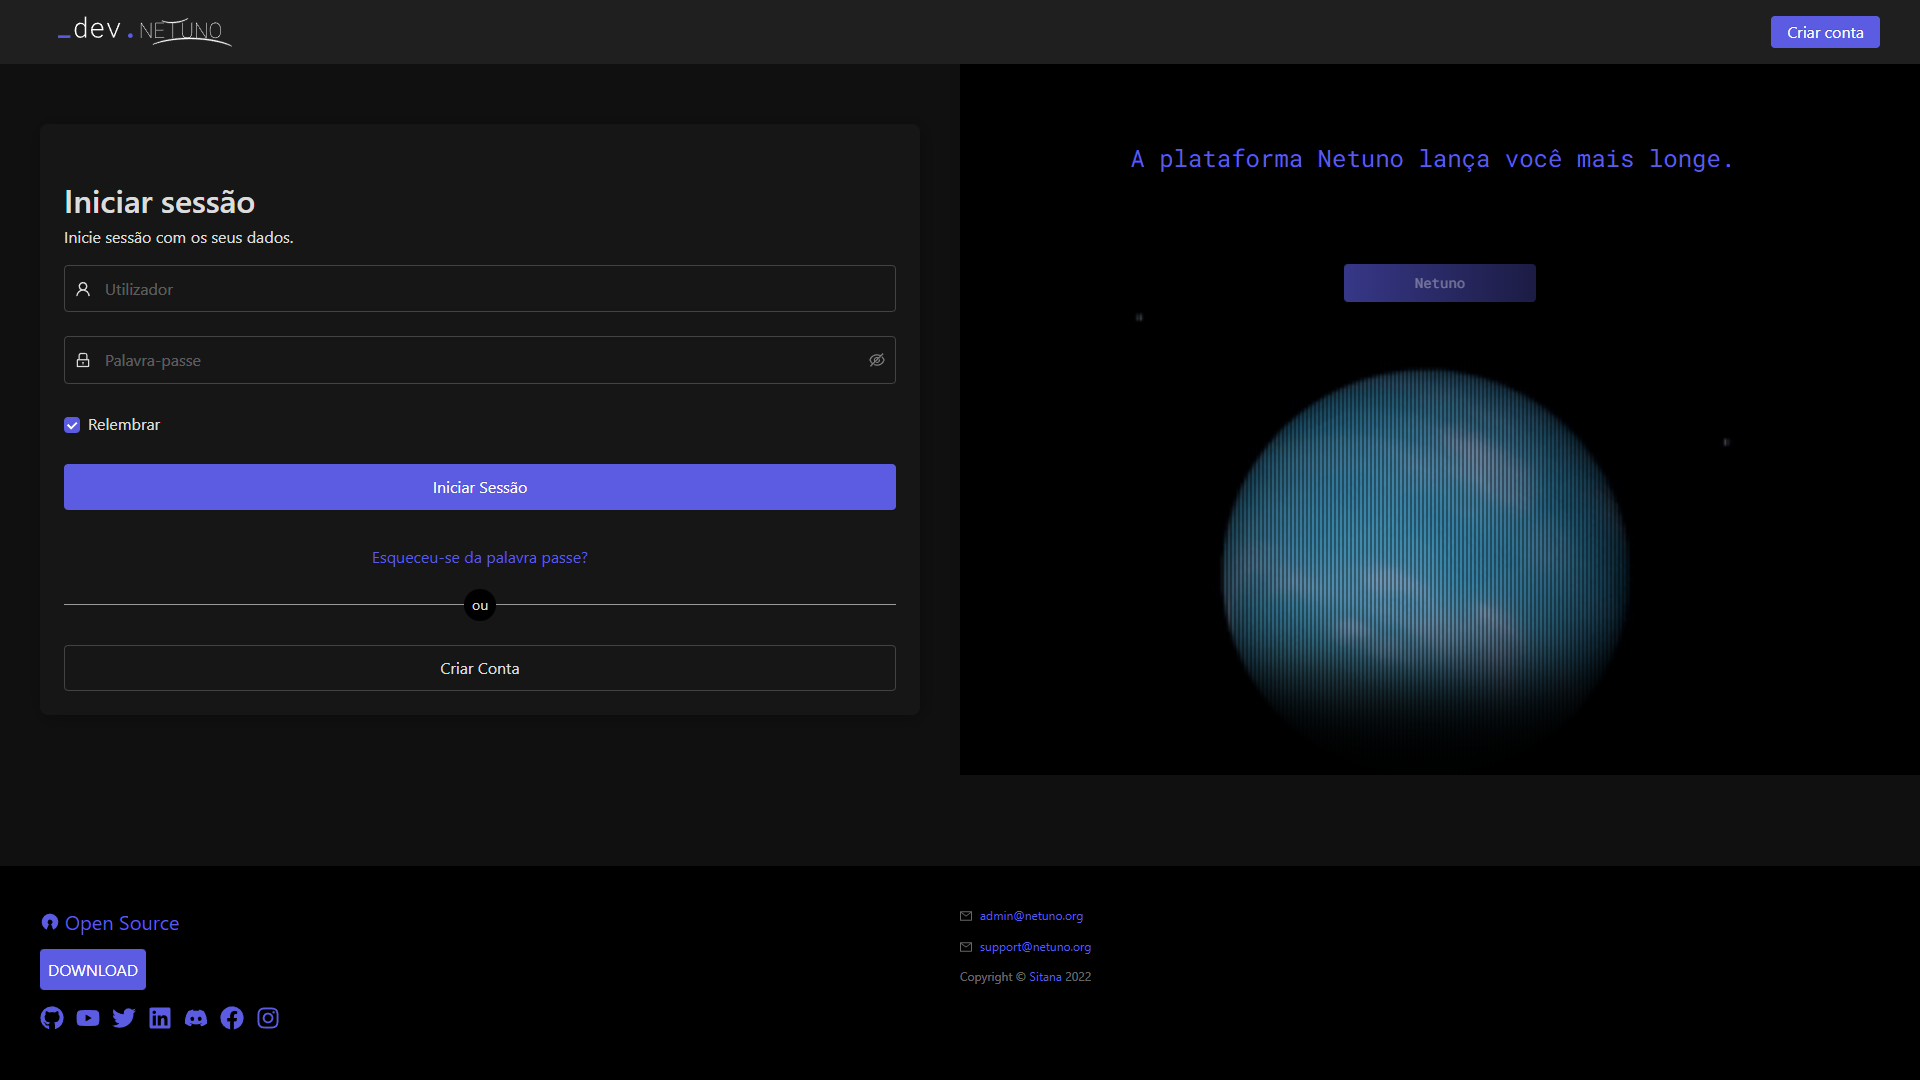 _dev.NETUNO
Criar conta
Iniciar sessão
Inicie sessão com os seus dados.
Utilizador
Palavra-passe
Relembrar
Iniciar Sessão
Esqueceu-se da palavra passe?
ou
Criar Conta
A plataforma Netuno lança você mais longe.
Netuno
Open Source
DOWNLOAD
admin@netuno.org
support@netuno.org
Copyright © Sitana 2022